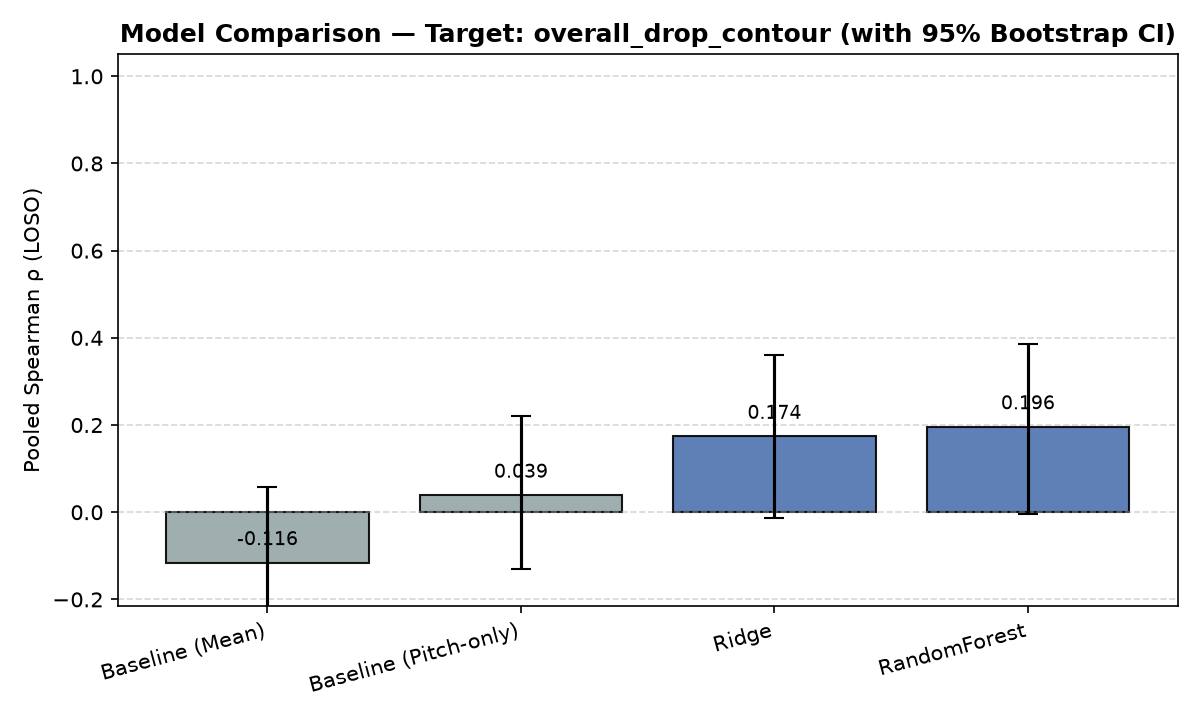 Model Comparison — Target: overall_drop_contour (with 95% Bootstrap CI)
Pooled Spearman ρ (LOSO)
1.0
0.8
0.6
0.4
0.2
0.0
−0.2
-0.116
0.039
0.174
0.196
Baseline (Mean)
Baseline (Pitch-only)
Ridge
RandomForest